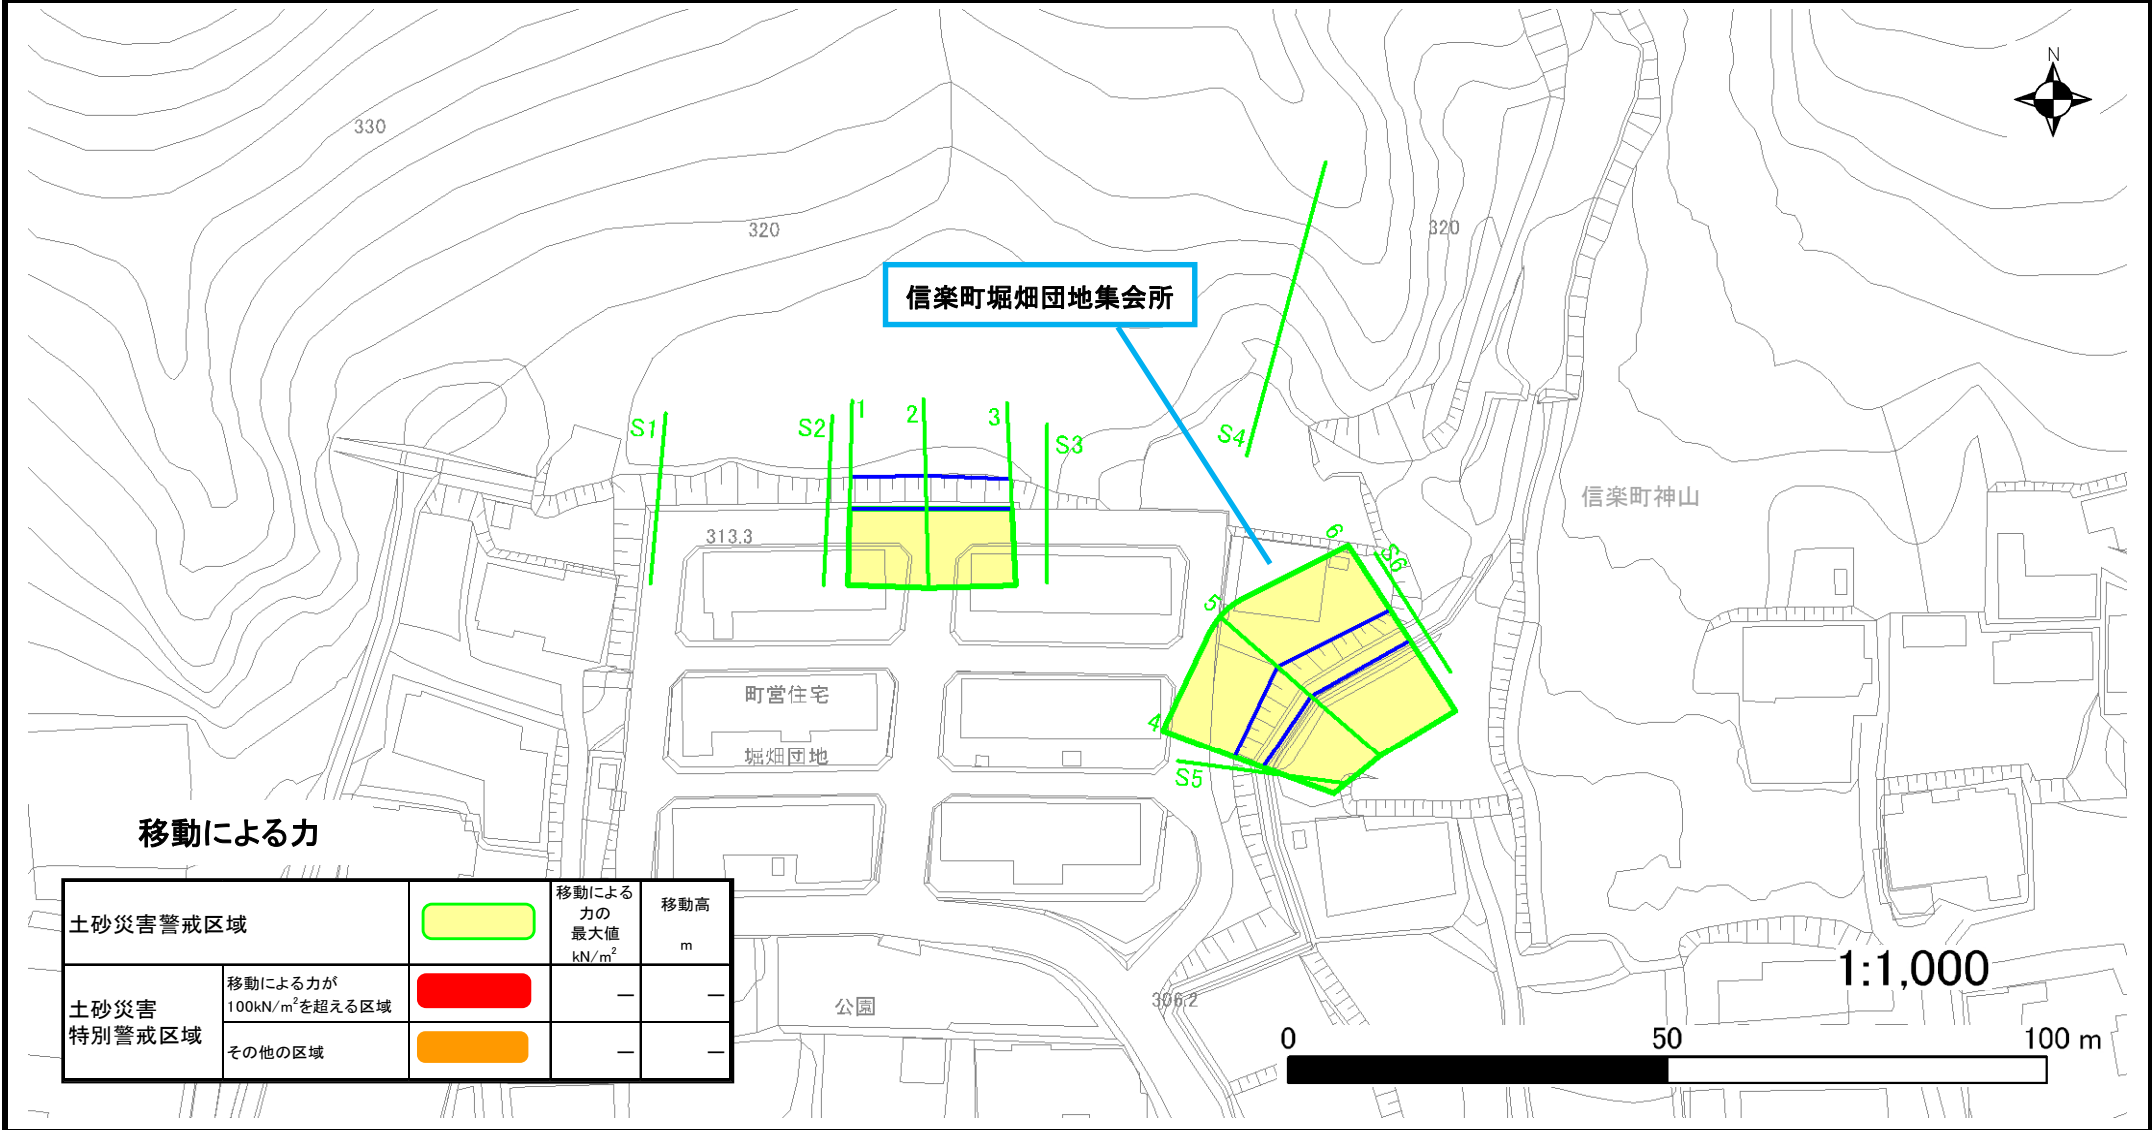 N
330
320
320
信楽町堀畑団地集会所
S1
S2
1
2
3
S3
S4
信楽町神山
313.3
6
S6
5
4
S5
町営住宅
堀畑団地
移動による力
土砂災害警戒区域
移動による
力の
最大値
kN/m²
移動高
m
土砂災害
特別警戒区域
移動による力が
100kN/m²を超える区域
－
－
その他の区域
－
－
公園
306.2
1:1,000
0
50
100 m